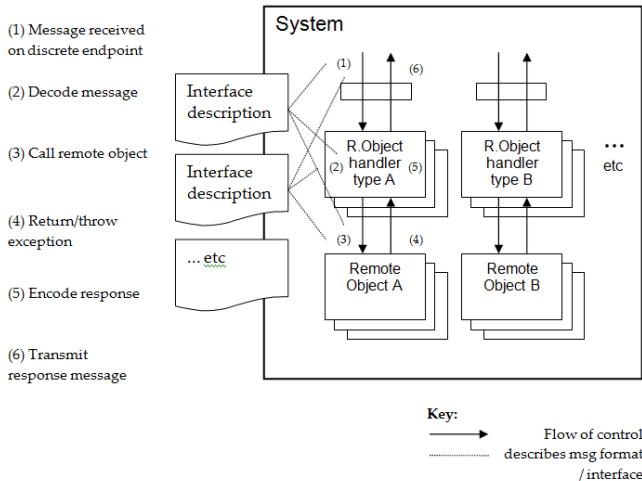 (1) Message received
on discrete endpoint
(2) Decode message
(3) Call remote object
(4) Return/throw
exception
(5) Encode response
(6) Transmit
response message
System
Interface
description
Interface
description
... etc
(1)
(6)
R.Object
handler
type A
(2)
(5)
(3)
(4)
Remote
Object A
R.Object
handler
type B
Remote
Object B
...
etc
Key:
Flow of control
describes msg format
/ interface